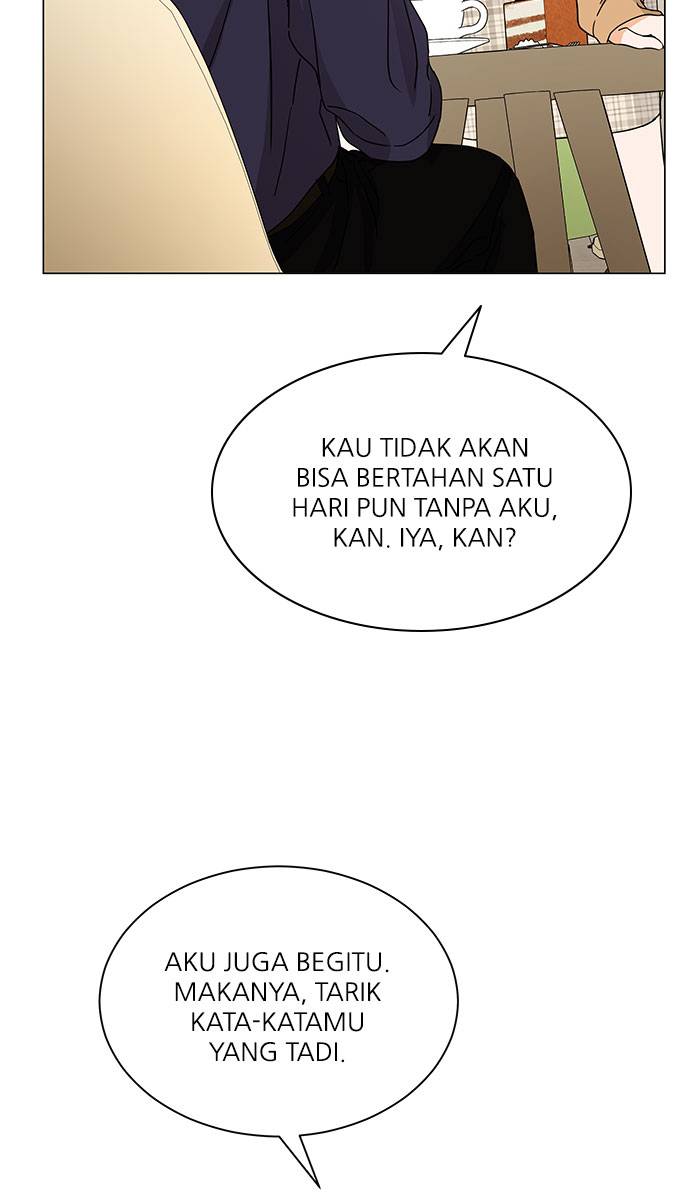 KAU TIDAK AKAN
BISA BERTAHAN SATU
HARI PUN TANPA AKU,
KAN. IYA, KAN?
AKU JUGA BEGITU.
MAKANYA, TARIK
KATA-KATAMU
YANG TADI.